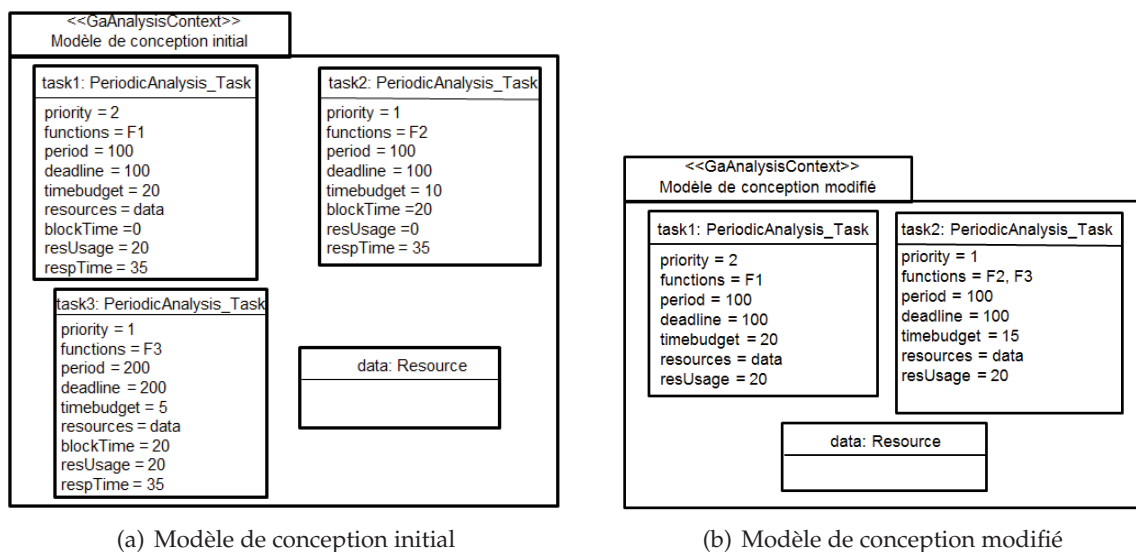 <<GaAnalysisContext>>
Modèle de conception initial
task1: PeriodicAnalysis_Task
priority = 2
functions = F1
period = 100
deadline = 100
timebudget = 20
resources = data
blockTime =0
resUsage = 20
respTime = 35
task2: PeriodicAnalysis_Task
priority = 1
functions = F2
period = 100
deadline = 100
timebudget = 10
blockTime =20
resUsage =0
respTime = 35
task3: PeriodicAnalysis_Task
priority = 1
functions = F3
period = 200
deadline = 200
timebudget = 5
resources = data
blockTime = 20
resUsage = 20
respTime = 35
data: Resource
(a) Modèle de conception initial
<<GaAnalysisContext>>
Modèle de conception modifié
task1: PeriodicAnalysis_Task
priority = 2
functions = F1
period = 100
deadline = 100
timebudget = 20
resources = data
resUsage = 20
task2: PeriodicAnalysis_Task
priority = 1
functions = F2, F3
period = 100
deadline = 100
timebudget = 15
resources = data
resUsage = 20
data: Resource
(b) Modèle de conception modifié